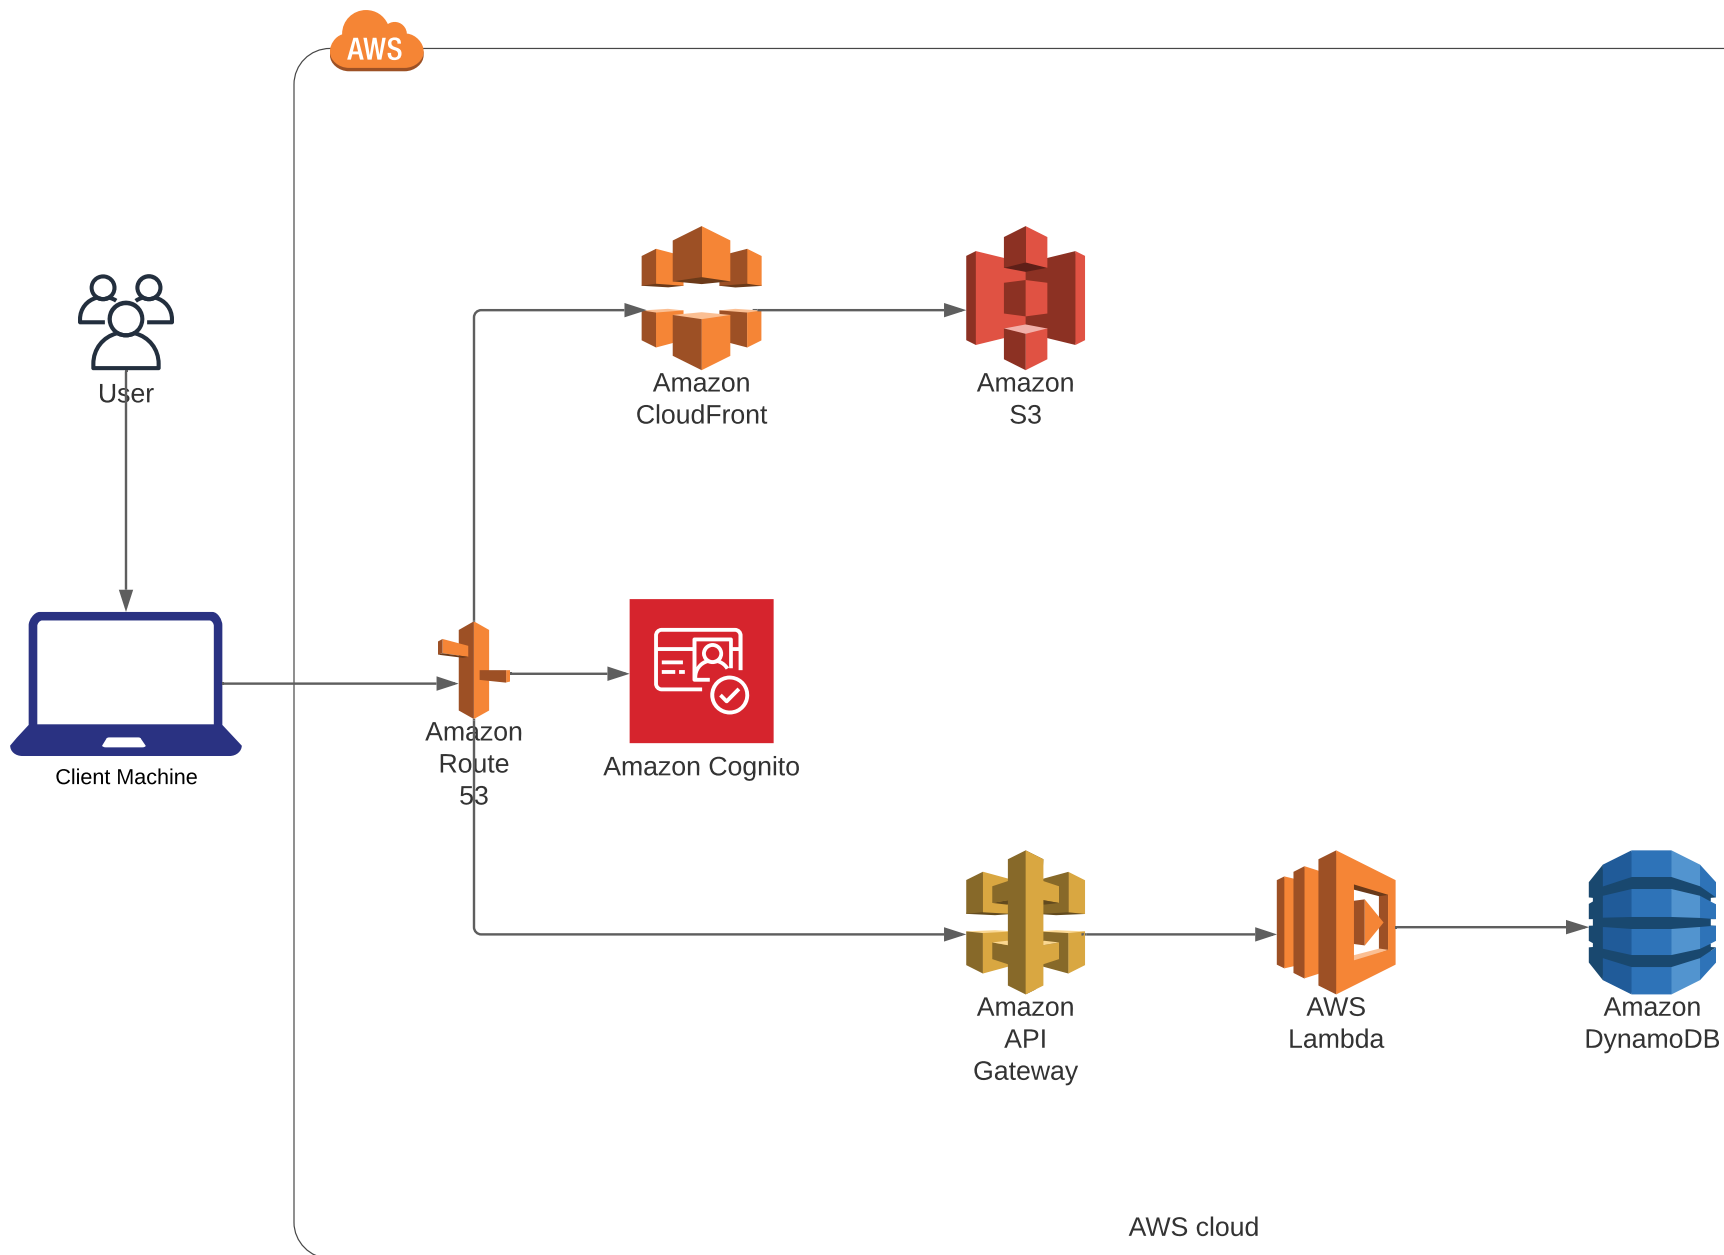 AWS
User
Client Machine
Amazon
CloudFront
Amazon
S3
Amazon
Route
53
Amazon Cognito
Amazon
API
Gateway
AWS
Lambda
Amazon
DynamoDB
AWS cloud